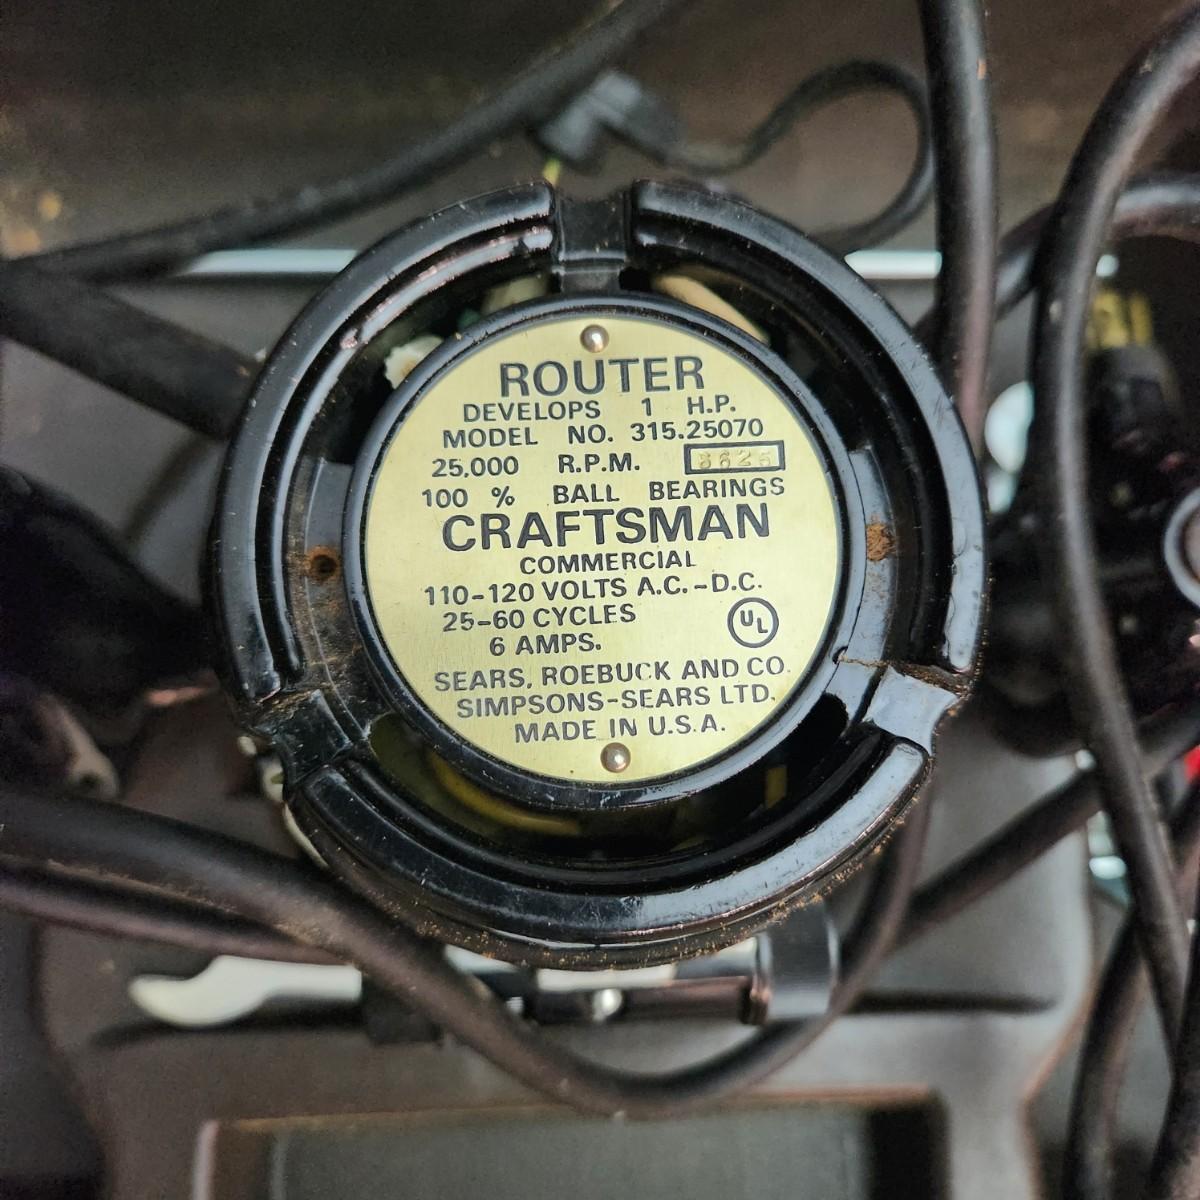 ROUTER
DEVELOPS 1 H.P.
MODEL NO. 315.25070
25,000 R.P.M.
100 % BALL BEARINGS
CRAFTSMAN
COMMERCIAL
110-120 VOLTS A.C.-D.C.
25-60 CYCLES
UL
6 AMPS.
SEARS, ROEBUCK AND CO.
SIMPSONS-SEARS LTD.
MADE IN U.S.A.